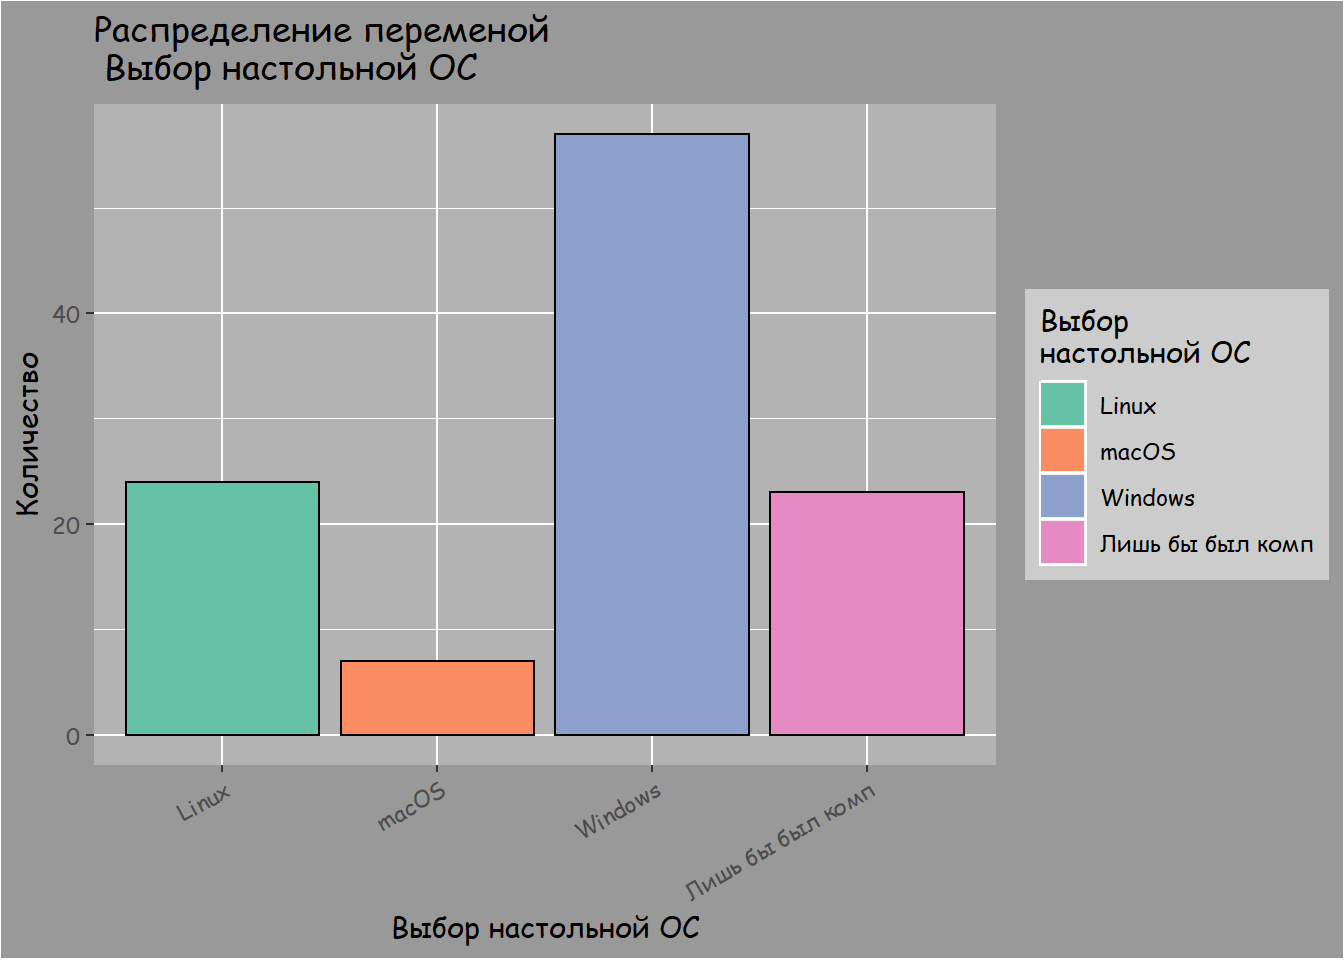 Распределение переменой
Выбор настольной ОС
Количество
40
20
0
Linux
macOS
Windows
Лишь бы был комп
Выбор настольной ОС
Выбор
настольной ОС
Linux
macOS
Windows
Лишь бы был комп